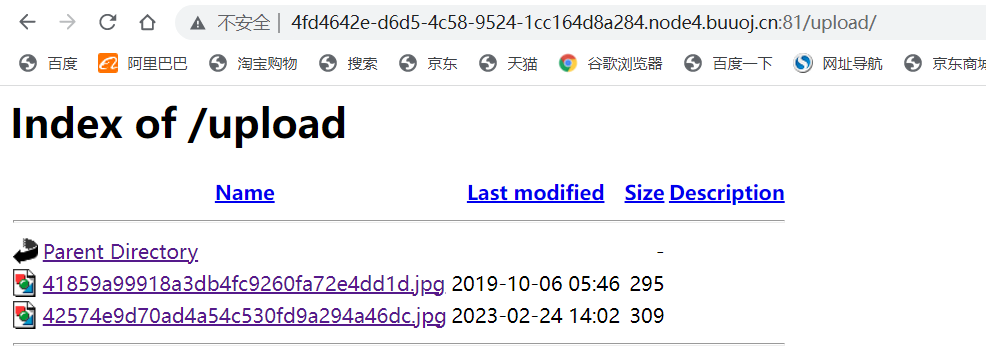 不安全 | 4fd4642e-d6d5-4c58-9524-1cc164d8a284.node4.buuoj.cn:81/upload/
百度 阿里巴巴 淘宝购物 搜索 京东 天猫 谷歌浏览器 百度一下 网址导航 京东商城
Index of /upload
Name Last modified Size Description
Parent Directory -
41859a99918a3db4fc9260fa72e4dd1d.jpg 2019-10-06 05:46 295
42574e9d70ad4a54c530fd9a294a46dc.jpg 2023-02-24 14:02 309